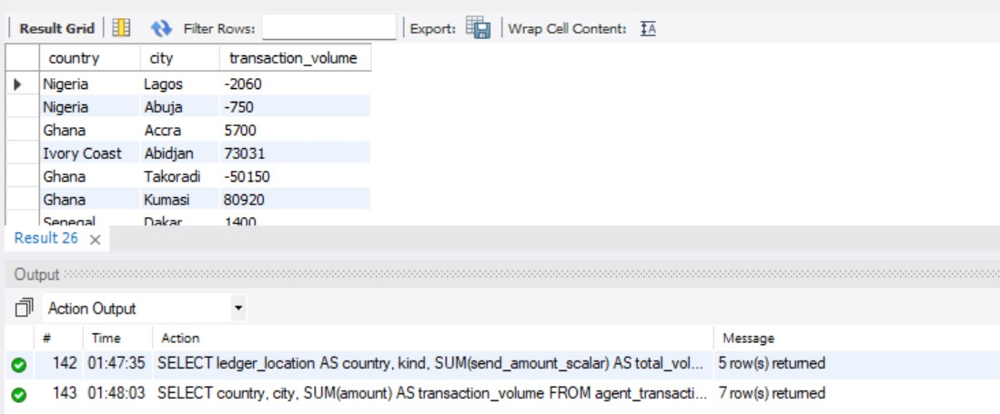 Result Grid Filter Rows: Export: Wrap Cell Content: IA
country city transaction_volume
Nigeria Lagos -2060
Nigeria Abuja -750
Ghana Accra 5700
Ivory Coast Abidjan 73031
Ghana Takoradi -50150
Ghana Kumasi 80920
Senegal Dakar 1400
Result 26 ×
Output
Action Output
# Time Action Message
142 01:47:35 SELECT ledger_location AS country, kind, SUM(send_amount_scalar) AS total_vol... 5 row(s) returned
143 01:48:03 SELECT country, city, SUM(amount) AS transaction_volume FROM agent_transacti... 7 row(s) returned